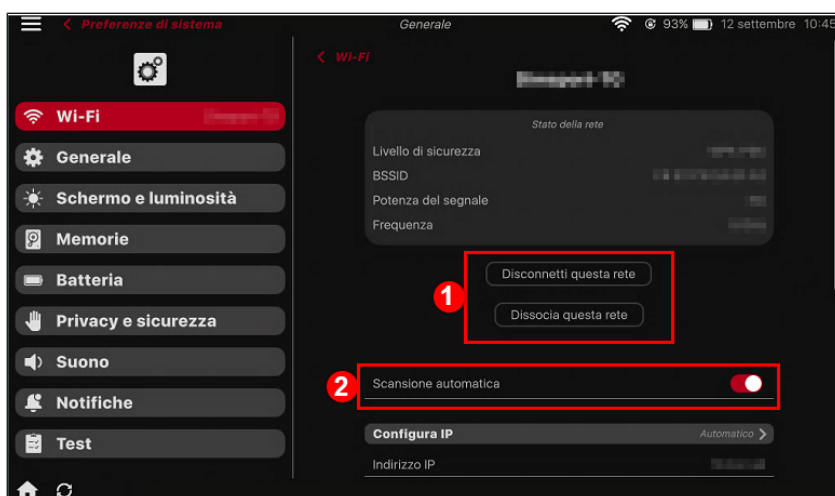 Preferenze di sistema
Generale
93%
12 settembre 10:45
Wi-Fi
Wi-Fi
Generale
Schermo e luminosità
Memorie
Batteria
Privacy e sicurezza
Suono
Notifiche
Test
Stato della rete
Livello di sicurezza
BSSID
Potenza del segnale
Frequenza
1
Disconnetti questa rete
Dissocia questa rete
2
Scansione automatica
Configura IP
Automatico
Indirizzo IP